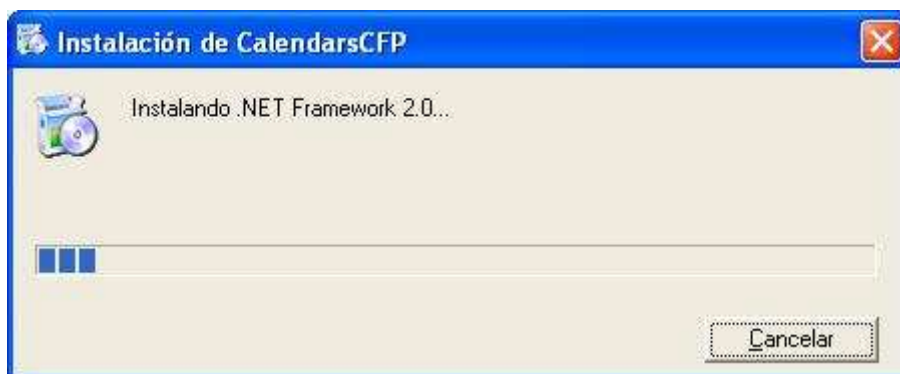 Instalación de CalendarsCFP
Instalando .NET Framework 2.0...
Cancelar